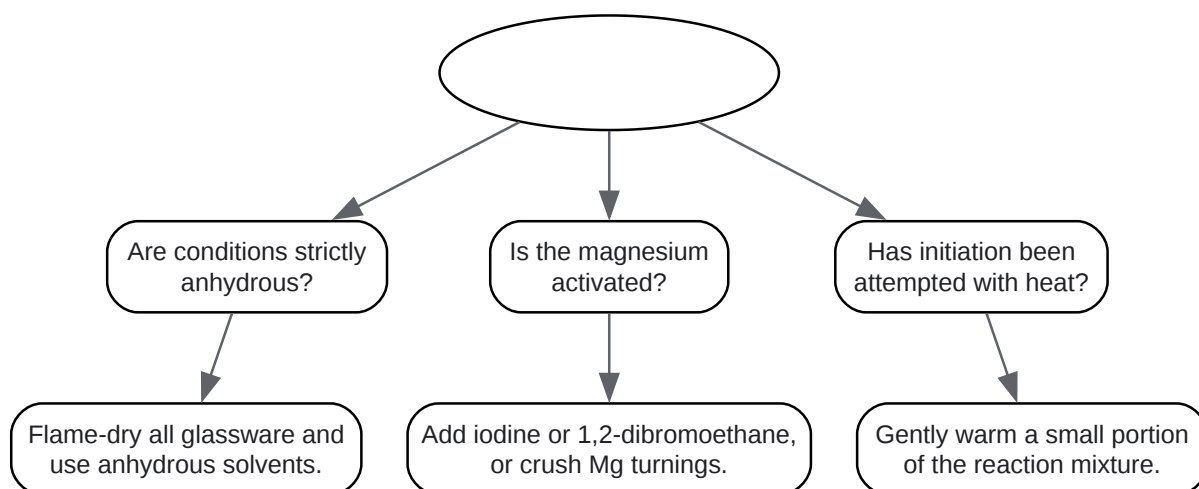 Are conditions strictly
anhydrous?
Is the magnesium
activated?
Has initiation been
attempted with heat?
Flame-dry all glassware and
use anhydrous solvents.
Add iodine or 1,2-dibromoethane,
or crush Mg turnings.
Gently warm a small portion
of the reaction mixture.